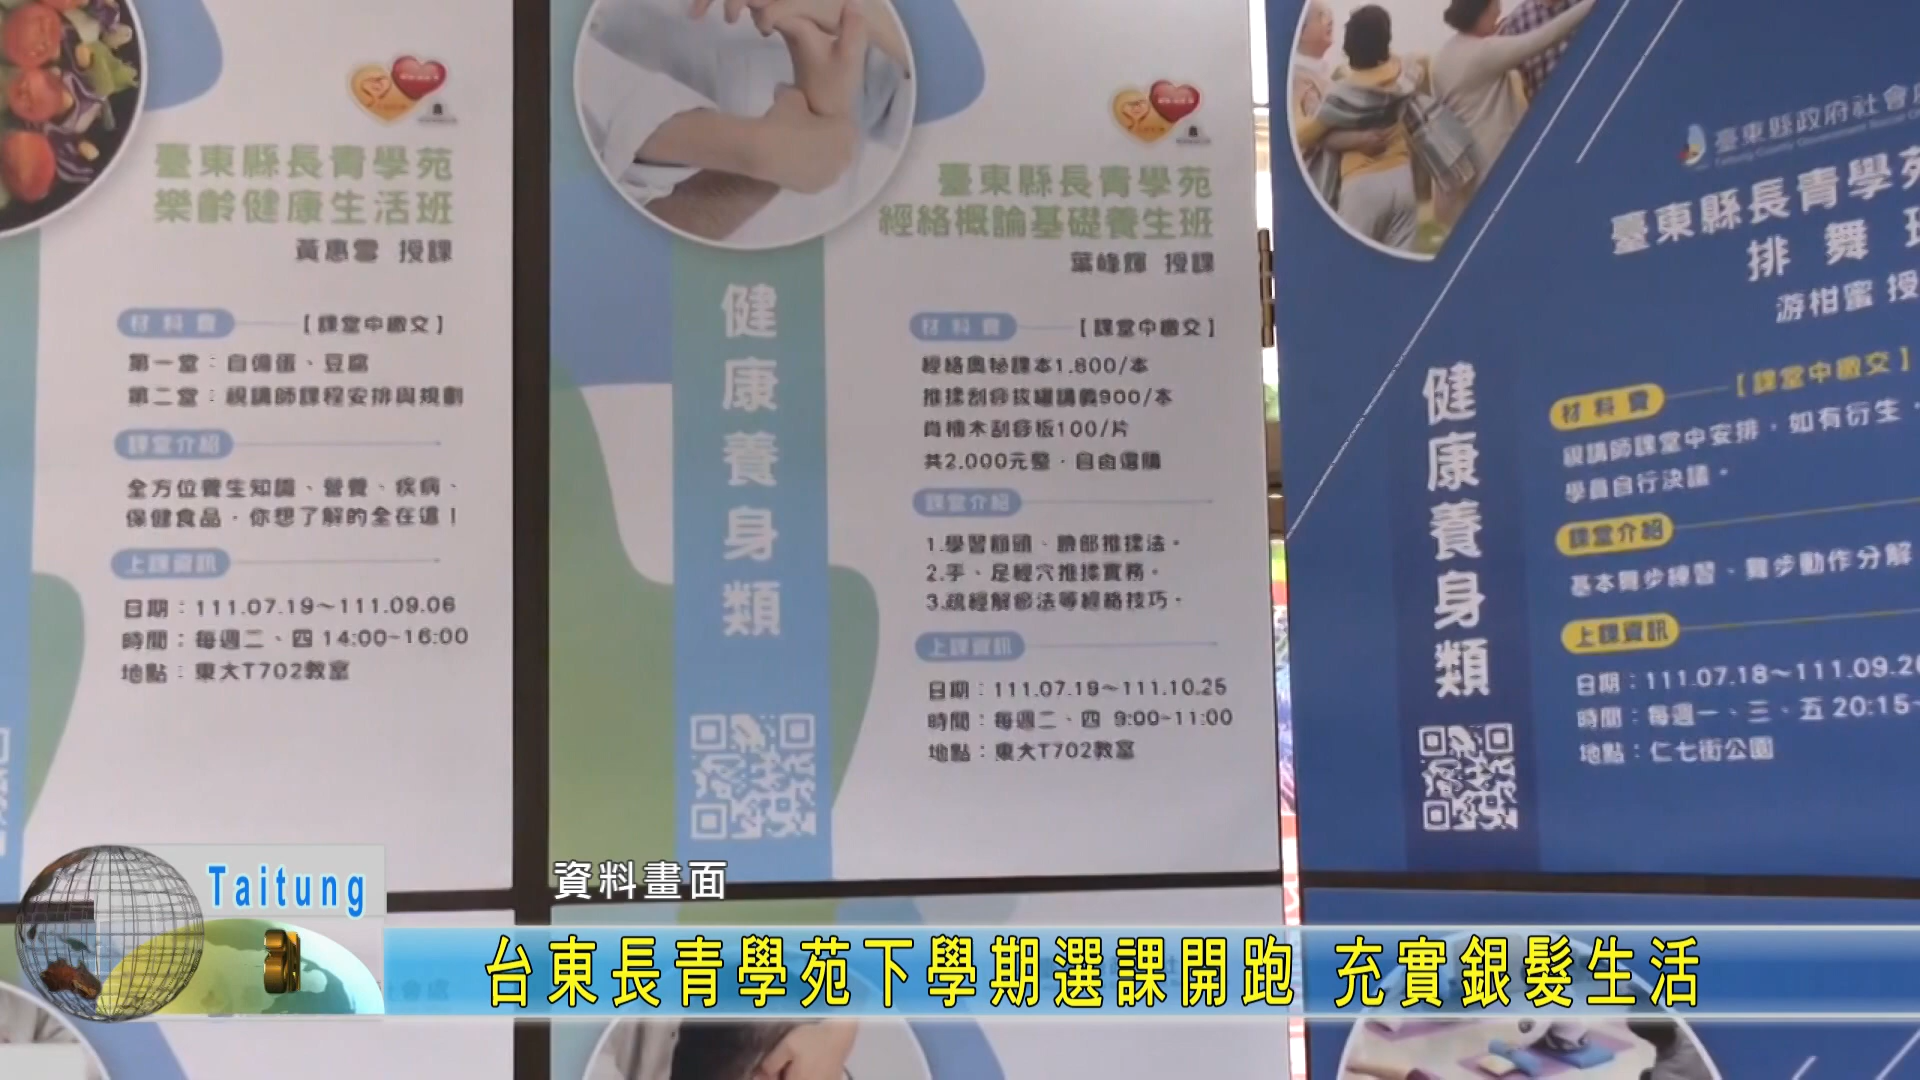 臺東縣長青學苑
樂齡健康生活班
黃惠雲 授課
材料費
【課堂中繳交】
第一堂：自備蛋、豆腐
第二堂：視講師課程安排與規劃
課堂介紹
全方位養生知識、營養、疾病、
保健食品，你想了解的全在這！
上課資訊
日期：111.07.19～111.09.06
時間：每週二、四 14:00~16:00
地點：東大T702教室
臺東縣長青學苑
經絡概論基礎養生班
葉峰輝 授課
健康養身類
材料費
【課堂中繳交】
經絡奧秘課本1.800/本
推揉刮痧拔罐講義900/本
肖楠木刮痧板100/片
共2.000元整，自由選購
課堂介紹
1.學習額頭、臉部推揉法。
2.手、足經穴推揉實務。
3.疏經解瘀法等經絡技巧。
上課資訊
日期：111.07.19～111.10.25
時間：每週二、四 9:00~11:00
地點：東大T702教室
臺東縣政府社會
臺東縣長青學苑
排舞
游柑蜜 授
健康養身類
材料費
【課堂中繳交】
視講師課堂中安排，如有衍生，
學員自行決議。
課堂介紹
基本舞步練習、舞步動作分解
上課資訊
日期：111.07.18～111.09.2
時間：每週一、三、五 20:15~
地點：仁七街公園
Taitung
資料畫面
台東長青學苑下學期選課開跑 充實銀髮生活